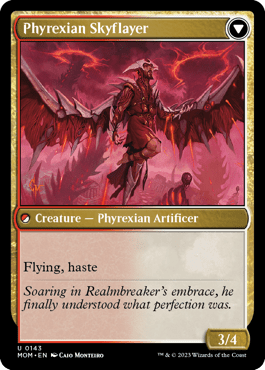 Phyrexian Skyflayer
Creature — Phyrexian Artificer
Flying, haste
Soaring in Realmbreaker's embrace, he
finally understood what perfection was.
3/4
U 0143
MOM • EN Caio Monteiro
™ & © 2023 Wizards of the Coast